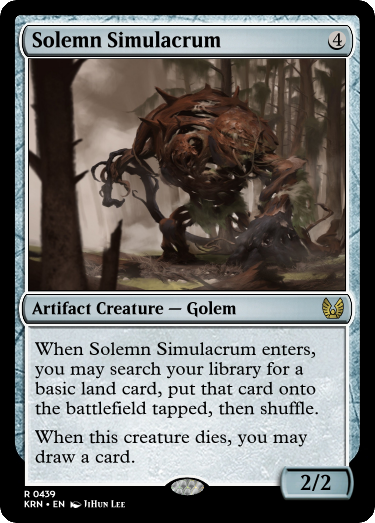 Solemn Simulacrum 4
Artifact Creature — Golem
When Solemn Simulacrum enters,
you may search your library for a
basic land card, put that card onto
the battlefield tapped, then shuffle.
When this creature dies, you may
draw a card.
2/2
R 0439
KRN • EN JiHun Lee